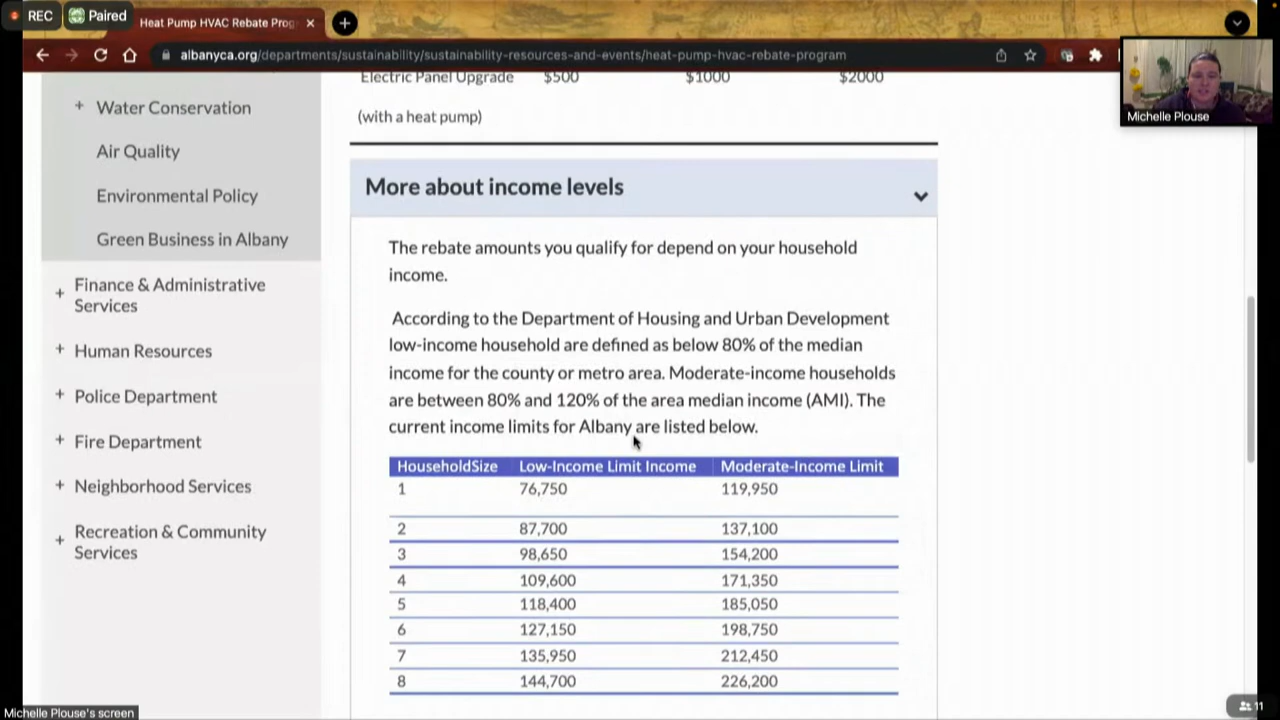 REC
Paired
Heat Pump HVAC Rebate Prog
albanyca.org/departments/sustainability/sustainability-resources-and-events/heat-pump-hvac-rebate-program
Michelle Plouse
+ Water Conservation
Air Quality
Environmental Policy
Green Business in Albany
+ Finance & Administrative
Services
+ Human Resources
+ Police Department
+ Fire Department
+ Neighborhood Services
+ Recreation & Community
Services
Electric Panel Upgrade $500 $1000 $2000
(with a heat pump)
More about income levels
The rebate amounts you qualify for depend on your household
income.
According to the Department of Housing and Urban Development
low-income household are defined as below 80% of the median
income for the county or metro area. Moderate-income households
are between 80% and 120% of the area median income (AMI). The
current income limits for Albany are listed below.
HouseholdSize Low-Income Limit Income Moderate-Income Limit
1 76,750 119,950
2 87,700 137,100
3 98,650 154,200
4 109,600 171,350
5 118,400 185,050
6 127,150 198,750
7 135,950 212,450
8 144,700 226,200
Michelle Plouse's screen
11